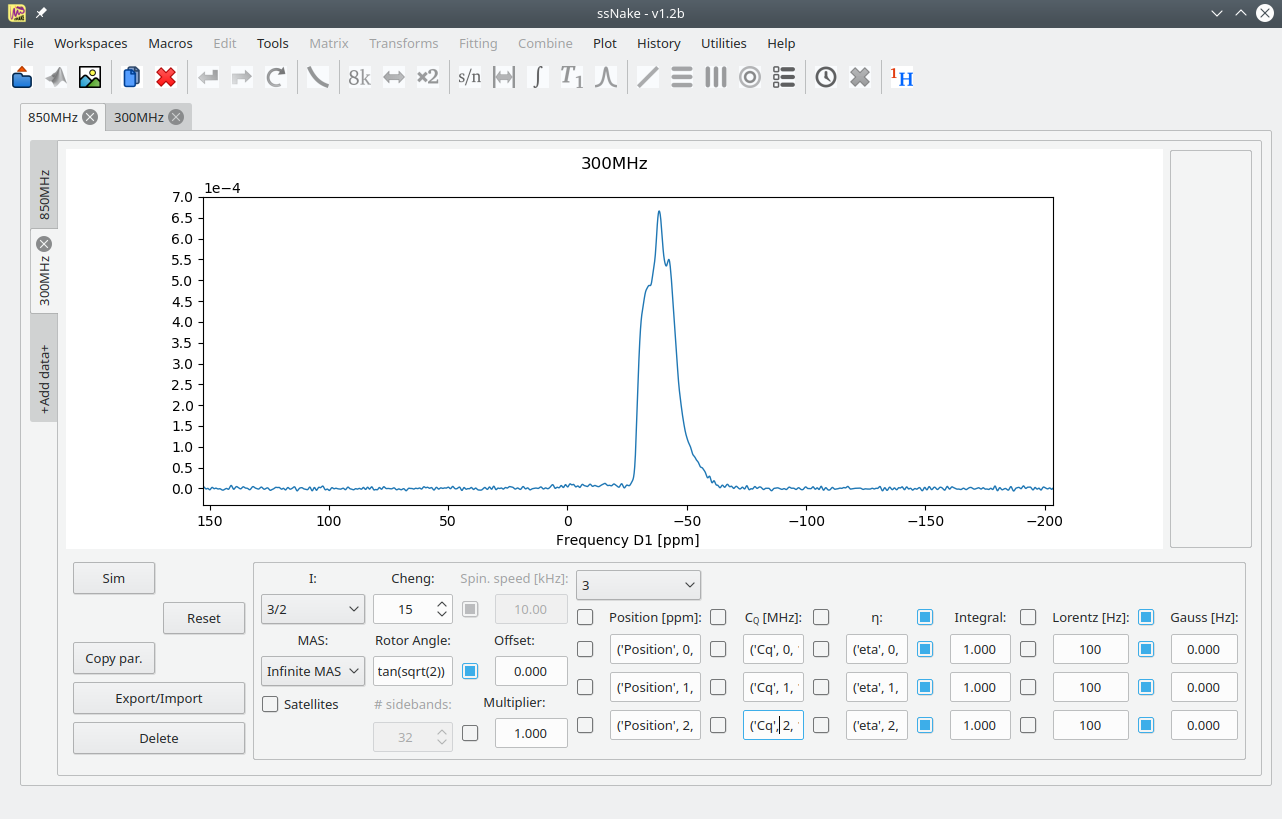 ssNake - v1.2b
File Workspaces Macros Edit Tools Matrix Transforms Fitting Combine Plot History Utilities Help
8k ×2 s/n ∫ T1 1H
850MHz 300MHz
850MHz
300MHz
+Add data+
300MHz
1e−4
7.0
6.5
6.0
5.5
5.0
4.5
4.0
3.5
3.0
2.5
2.0
1.5
1.0
0.5
0.0
150 100 50 0 −50 −100 −150 −200
Frequency D1 [ppm]
Sim
Reset
Copy par.
Export/Import
Delete
I: Cheng: Spin. speed [kHz]:
3/2 15 10.00
MAS: Rotor Angle: Offset:
Infinite MAS tan(sqrt(2)) 0.000
Satellites # sidebands: Multiplier:
32 1.000
3
Position [ppm]: CQ [MHz]: η: Integral: Lorentz [Hz]: Gauss [Hz]:
('Position', 0, ('Cq', 0, ' ('eta', 0, 1.000 100 0.000
('Position', 1, ('Cq', 1, ' ('eta', 1, 1.000 100 0.000
('Position', 2, ('Cq', 2, ' ('eta', 2, 1.000 100 0.000